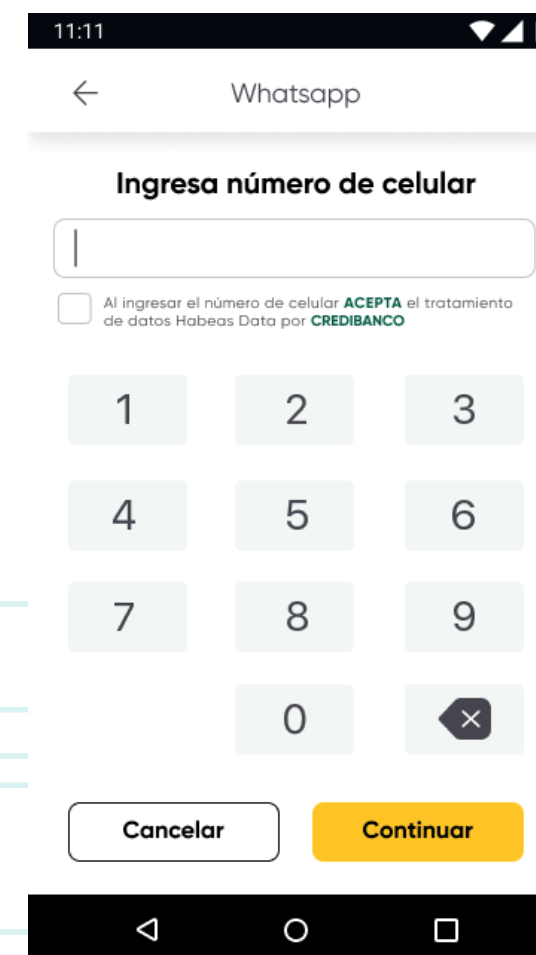 11:11
Whatsapp
Ingresa número de celular
Al ingresar el número de celular ACEPTA el tratamiento
de datos Habeas Data por CREDIBANCO
1 2 3
4 5 6
7 8 9
0
Cancelar Continuar